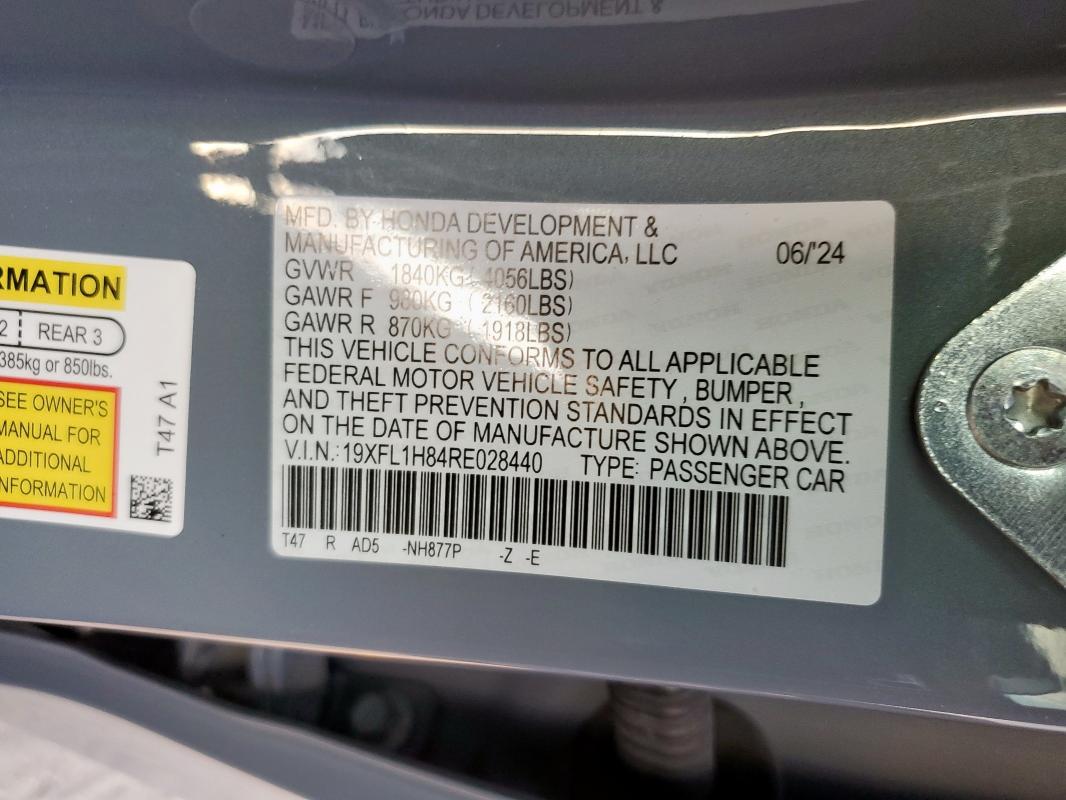 RMATION
2 REAR 3
385kg or 850lbs.
SEE OWNER'S
MANUAL FOR
ADDITIONAL
INFORMATION
T47 A1
MFD. BY HONDA DEVELOPMENT &
MANUFACTURING OF AMERICA, LLC 06/'24
GVWR 1840KG( 4056LBS)
GAWR F 980KG ( 2160LBS)
GAWR R 870KG ( 1918LBS)
THIS VEHICLE CONFORMS TO ALL APPLICABLE
FEDERAL MOTOR VEHICLE SAFETY , BUMPER ,
AND THEFT PREVENTION STANDARDS IN EFFECT
ON THE DATE OF MANUFACTURE SHOWN ABOVE.
V.I.N.:19XFL1H84RE028440 TYPE: PASSENGER CAR
T47 R AD5 -NH877P -Z -E